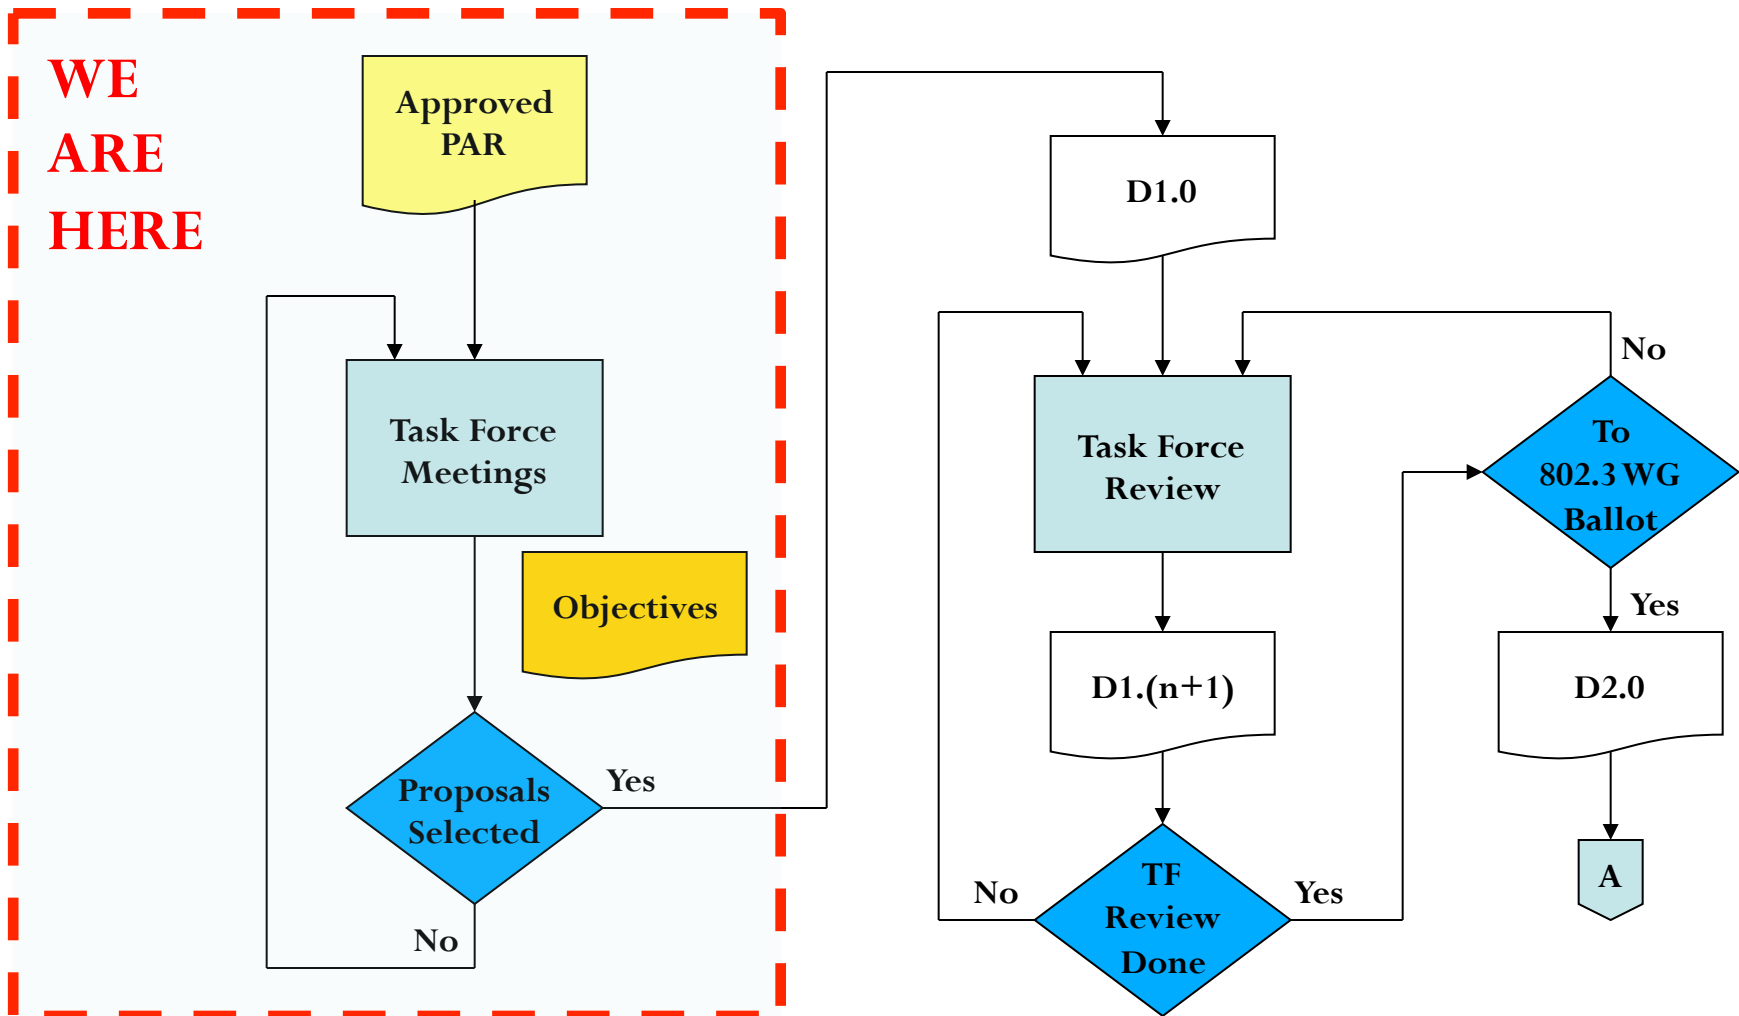 WE
ARE
HERE
Approved
PAR
Task Force
Meetings
Objectives
Proposals
Selected
Yes
No
D1.0
Task Force
Review
D1.(n+1)
TF
Review
Done
No
Yes
To
802.3 WG
Ballot
No
Yes
D2.0
A